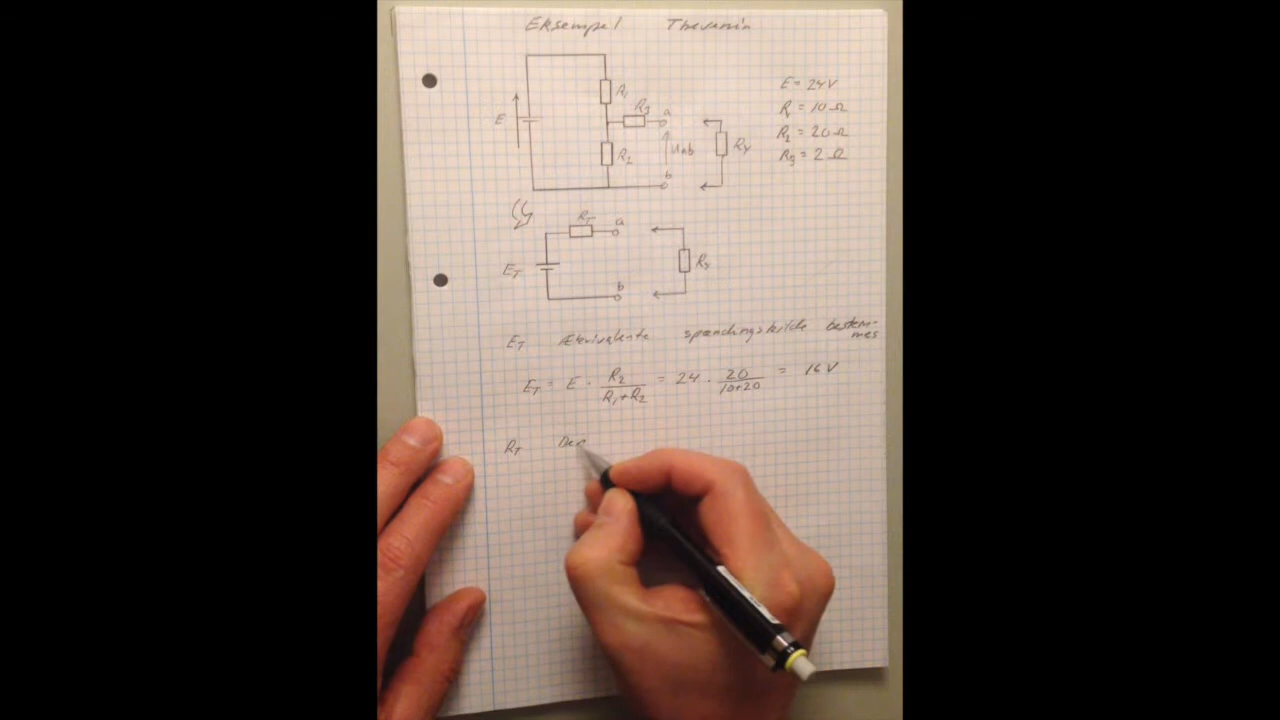 Eksempel Thevenin
E = 24V
R1 = 10 Ω
R2 = 20 Ω
R3 = 2 Ω
E
R1
R3
a
R2
Uab
b
Ry
RT
a
ET
b
Ry
ET Ækvivalente spændingskilde bestemmes
ET = E · R2 / R1+R2 = 24 · 20 / 10+20 = 16 V
RT Den